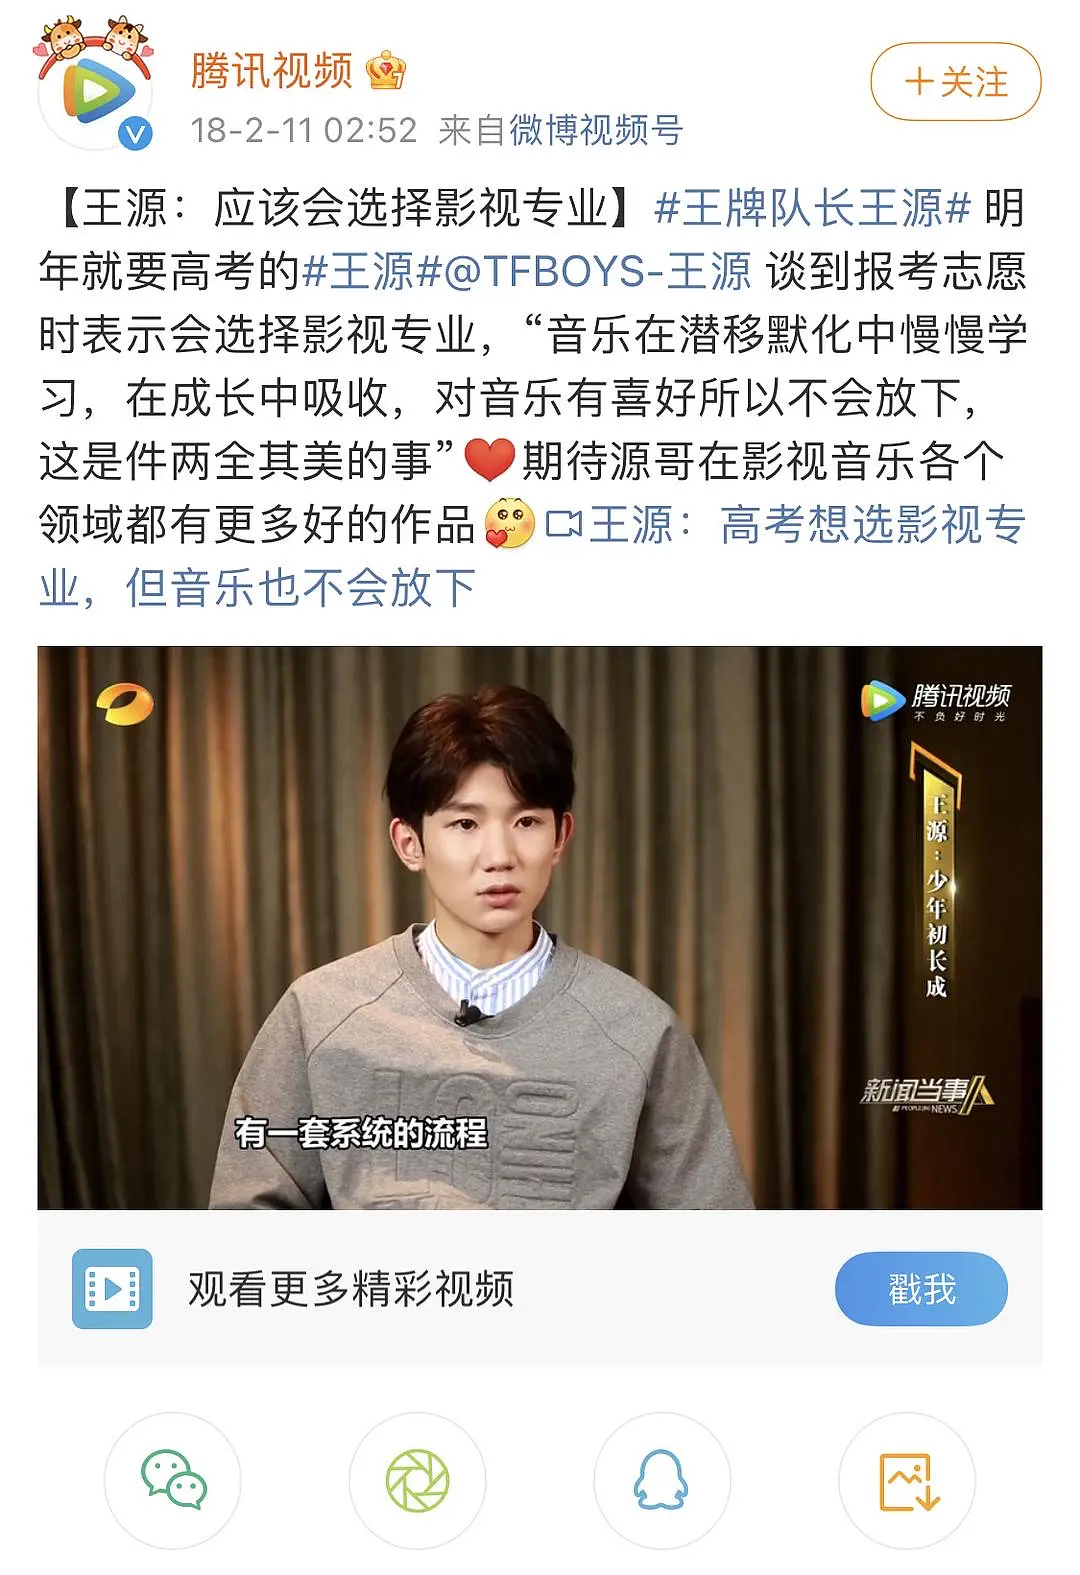 腾讯视频
18-2-11 02:52 来自微博视频号
+关注
【王源：应该会选择影视专业】#王牌队长王源# 明
年就要高考的#王源#@TFBOYS-王源 谈到报考志愿
时表示会选择影视专业，“音乐在潜移默化中慢慢学
习，在成长中吸收，对音乐有喜好所以不会放下，
这是件两全其美的事”❤期待源哥在影视音乐各个
领域都有更多好的作品 王源：高考想选影视专
业，但音乐也不会放下
腾讯视频
不负好时光
王源：少年初长成
新闻当事人
NEWS
有一套系统的流程
观看更多精彩视频
戳我